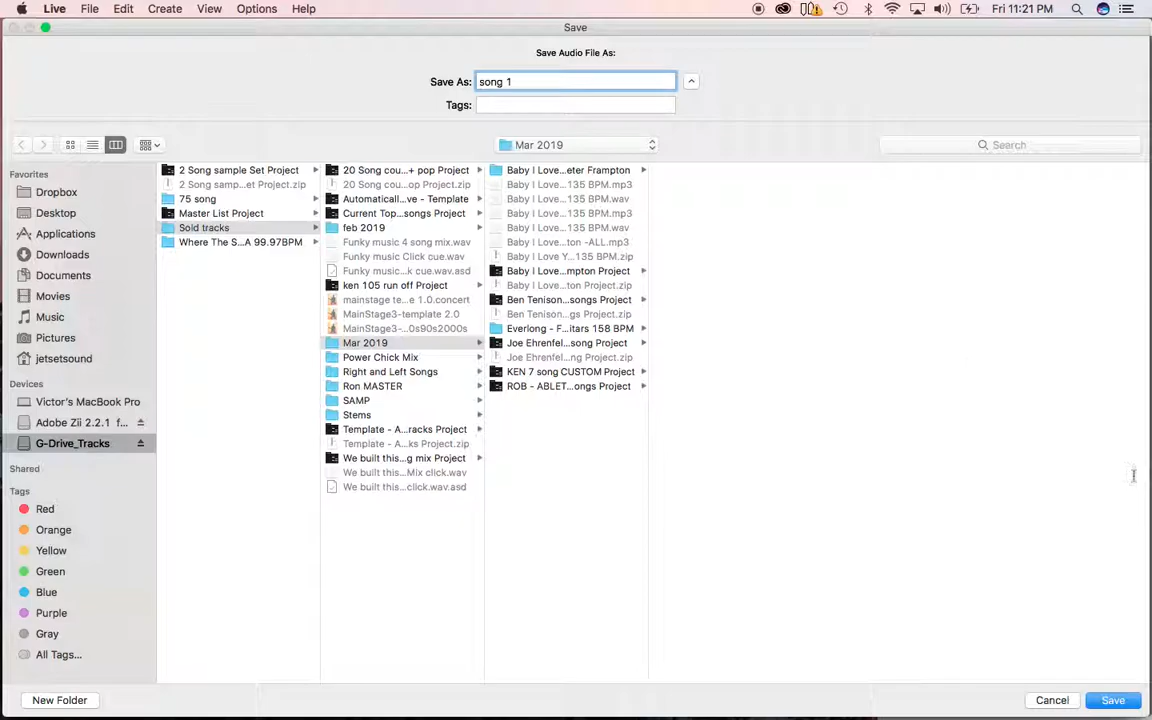 Live File Edit Create View Options Help Fri 11:21 PM
Save
Save Audio File As:
Save As: song 1
Tags:
Mar 2019
Search
Favorites
Dropbox
Desktop
Applications
Downloads
Documents
Movies
Music
Pictures
jetsetsound
Devices
Victor's MacBook Pro
Adobe Zii 2.2.1 f...
G-Drive_Tracks
Shared
Tags
Red
Orange
Yellow
Green
Blue
Purple
Gray
All Tags...
2 Song sample Set Project
2 Song samp...et Project.zip
75 song
Master List Project
Sold tracks
Where The S...A 99.97BPM
20 Song cou...+ pop Project
20 Song cou...op Project.zip
Automaticall...ve - Template
Current Top...songs Project
feb 2019
Funky music 4 song mix.wav
Funky music Click cue.wav
Funky music...k cue.wav.asd
ken 105 run off Project
mainstage te...e 1.0.concert
MainStage3-template 2.0
MainStage3-...0s90s2000s
Mar 2019
Power Chick Mix
Right and Left Songs
Ron MASTER
SAMP
Stems
Template - A...racks Project
Template - A...ks Project.zip
We built this...g mix Project
We built this...Mix click.wav
We built this...click.wav.asd
Baby I Love...eter Frampton
Baby I Love...135 BPM.mp3
Baby I Love...135 BPM.wav
Baby I Love...135 BPM.mp3
Baby I Love...135 BPM.wav
Baby I Love...ton -ALL.mp3
Baby I Love Y...135 BPM.zip
Baby I Love...mpton Project
Baby I Love...ton Project.zip
Ben Tenison...songs Project
Ben Tenison...gs Project.zip
Everlong - F...itars 158 BPM
Joe Ehrenfel...song Project
Joe Ehrenfel...ng Project.zip
KEN 7 song CUSTOM Project
ROB - ABLET...ongs Project
New Folder
Cancel
Save